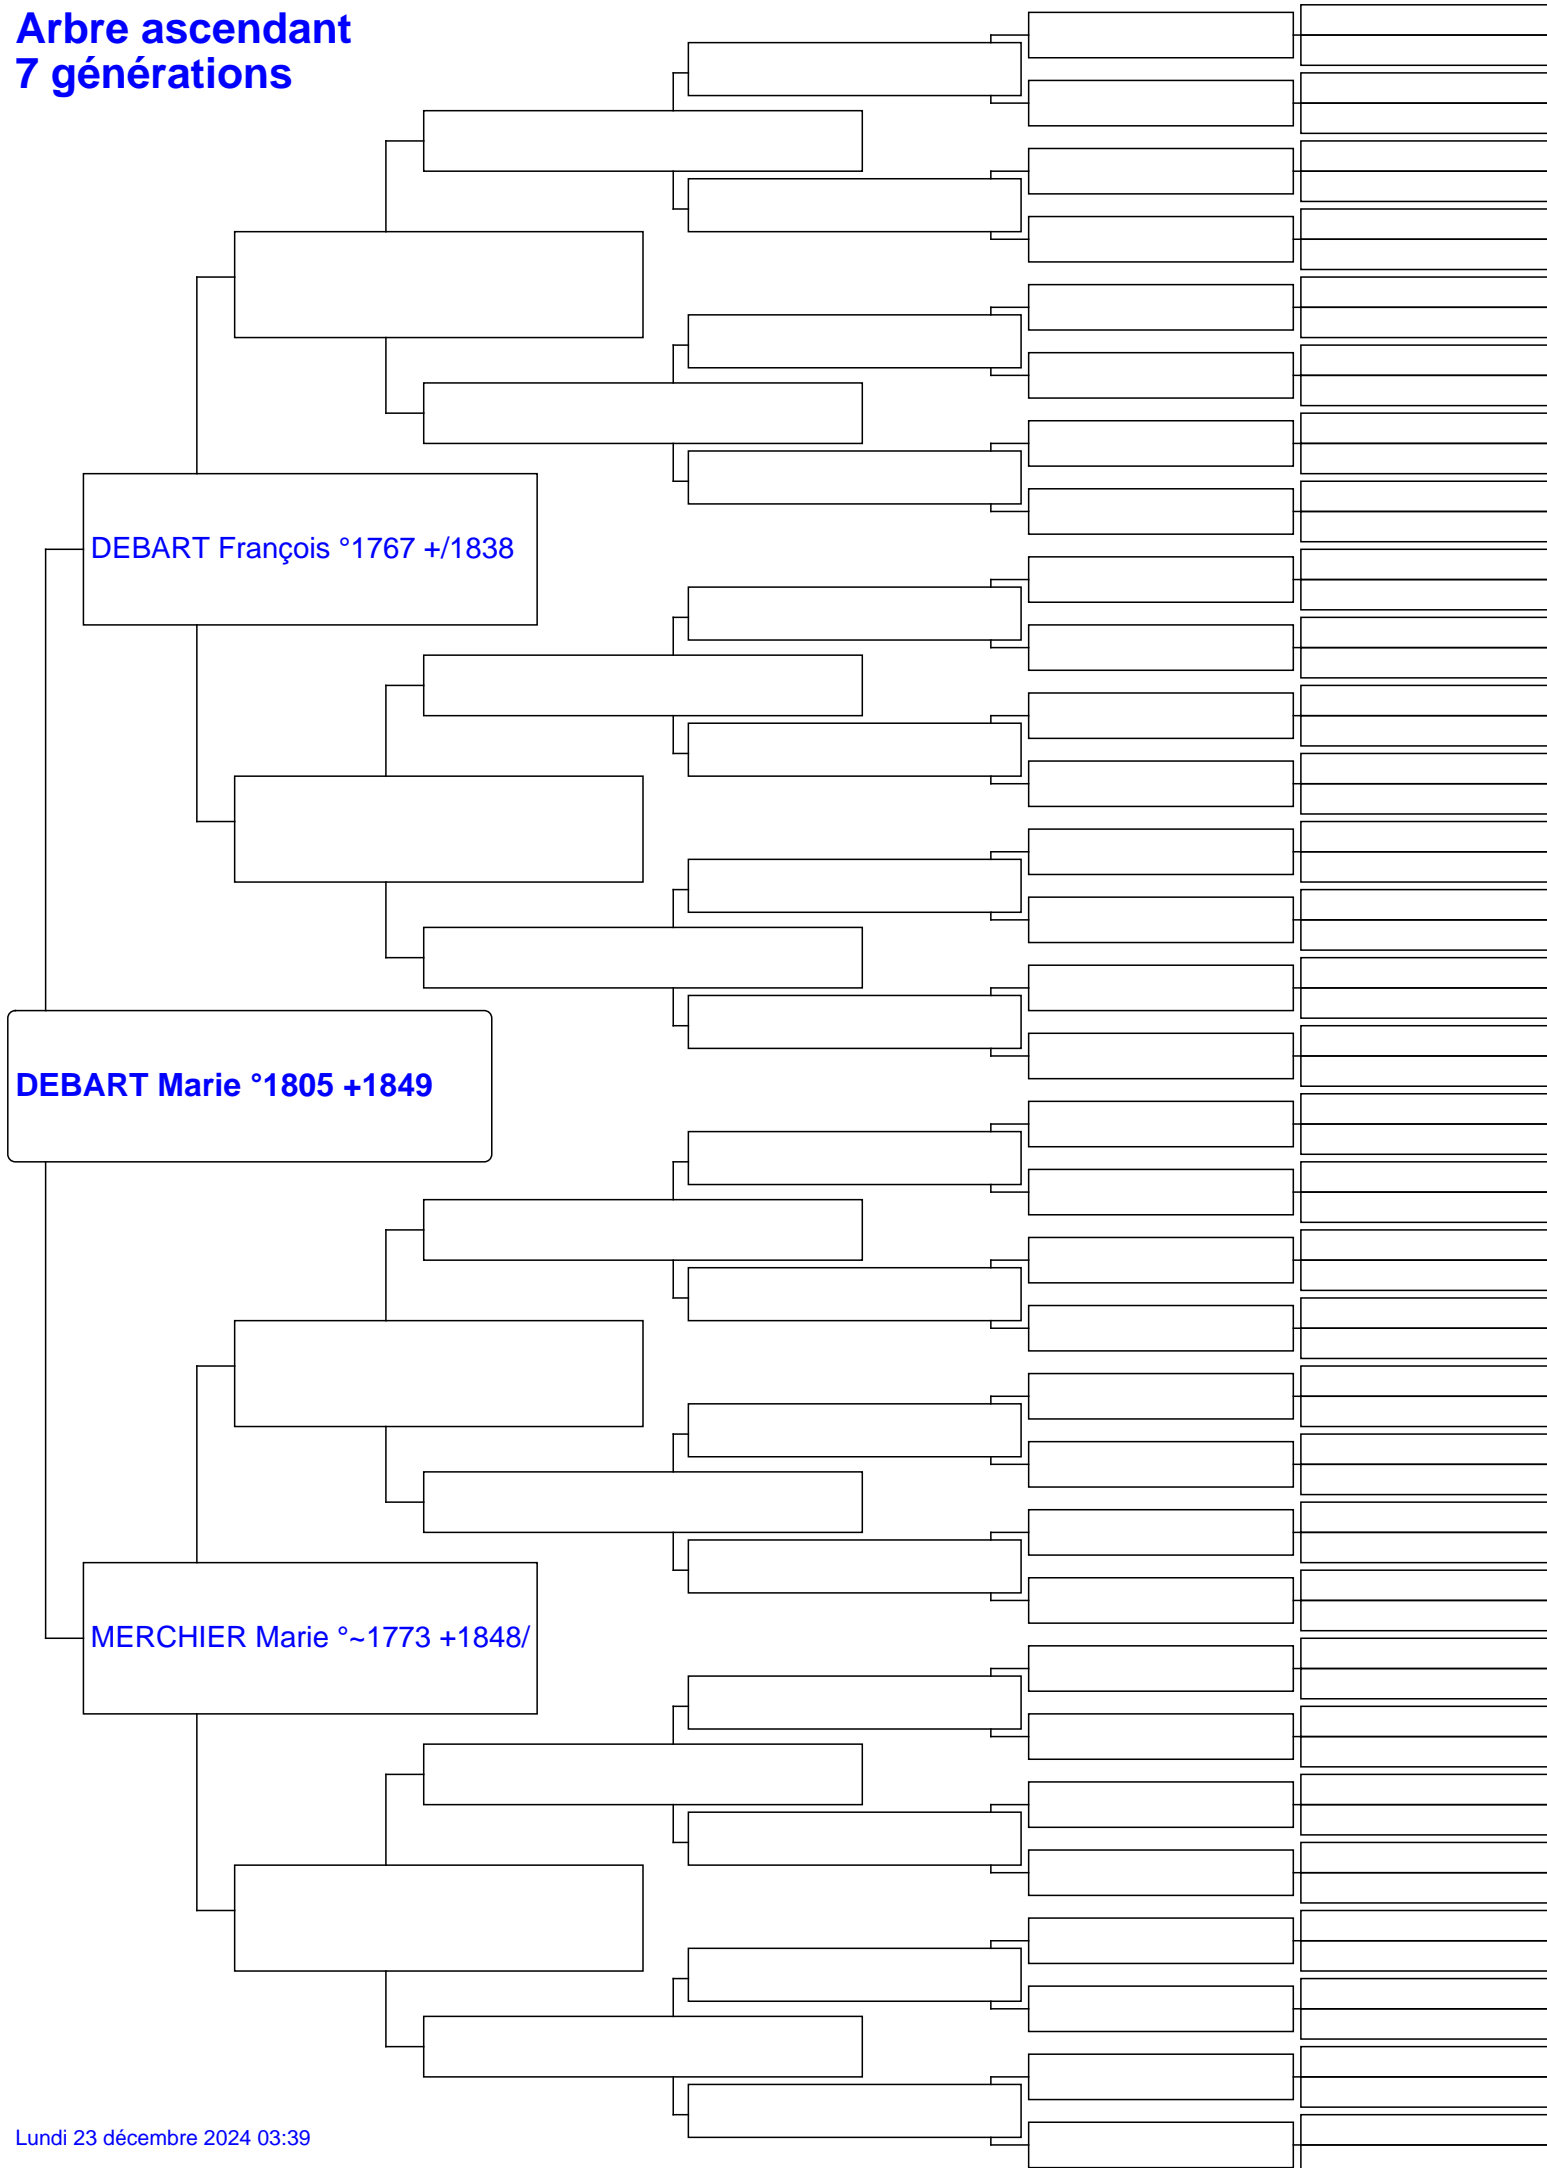 Arbre ascendant
7 générations
DEBART François °1767 +/1838
DEBART Marie °1805 +1849
MERCHIER Marie °~1773 +1848/
Lundi 23 décembre 2024 03:39